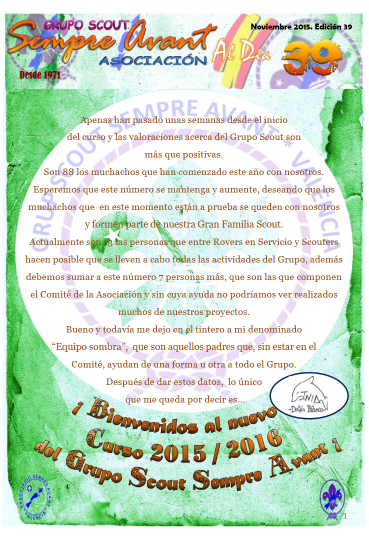 GRUPO SCOUT
Sempre Avant
ASOCIACIÓN
Desde 1971
Al Día
Noviembre 2015. Edición 39
39
Apenas han pasado unas semanas desde el inicio
del curso y las valoraciones acerca del Grupo Scout son
más que positivas.
Son 88 los muchachos que han comenzado este año con nosotros.
Esperemos que este número se mantenga y aumente, deseando que los
muchachos que en este momento están a prueba se queden con nosotros
y formen parte de nuestra Gran Familia Scout.
Actualmente son las personas que entre Rovers en Servicio y Scouters
hacen posible que se lleven a cabo todas las actividades del Grupo, además
debemos sumar a este número 7 personas más, que son las que componen
el Comité de la Asociación y sin cuya ayuda no podríamos ver realizados
muchos de nuestros proyectos.
Bueno y todavía me dejo en el tintero a mi denominado
“Equipo sombra”, que son aquellos padres que, sin estar en el
Comité, ayudan de una forma u otra a todo el Grupo.
Después de dar estos datos, lo único
que me queda por decir es….
¡ Bienvenidos al nuevo
Curso 2015 / 2016
del Grupo Scout Sempre Avant ¡
-Delfín Blanco-
1